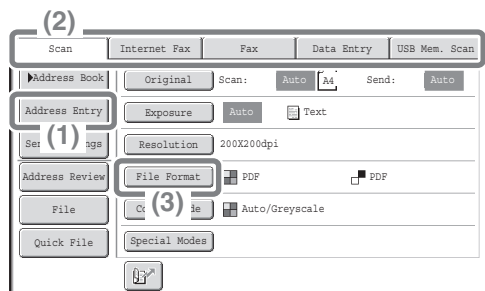 (2)
Scan Internet Fax Fax Data Entry USB Mem. Scan
Address Book Original Scan: Auto A4 Send: Auto
Address Entry Exposure Auto Text
(1)
Resolution 200X200dpi
Address Review File Format PDF PDF
(3)
File Auto/Greyscale
Quick File Special Modes